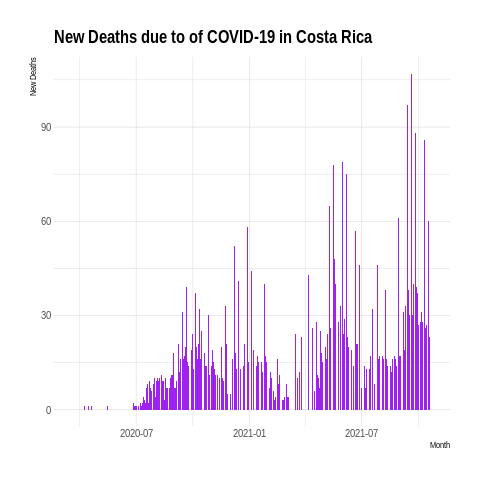 New Deaths due to of COVID-19 in Costa Rica
New Deaths
90
60
30
0
2020-07 2021-01 2021-07
Month